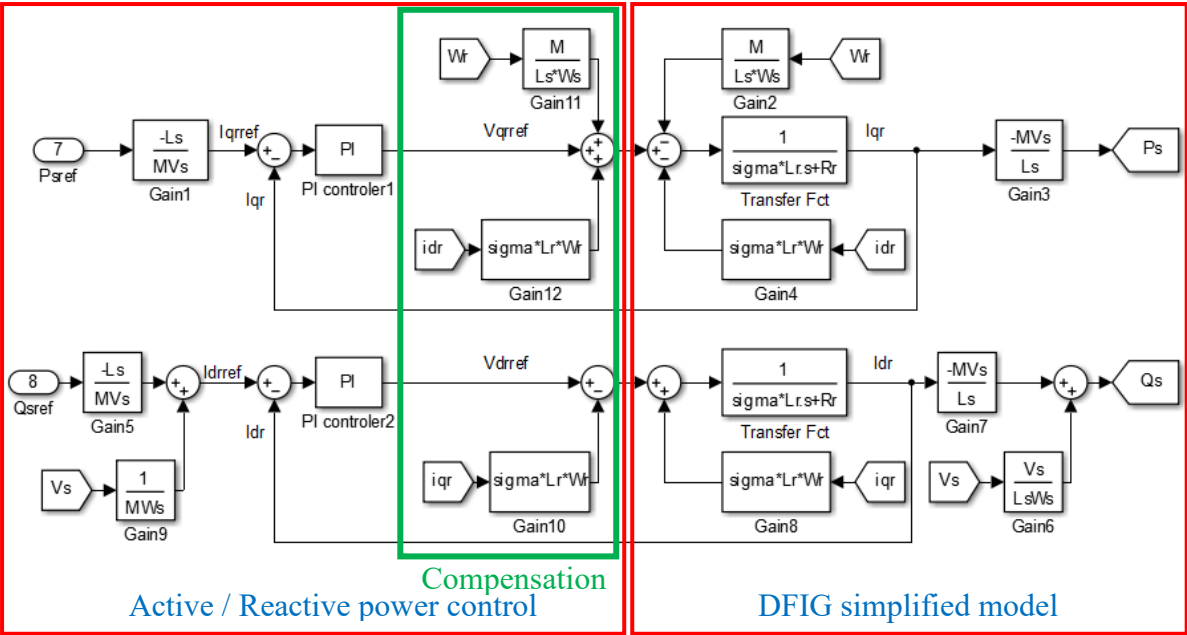 Wr
M
Ls*Ws
Gain11
M
Ls*Ws
Gain2
Wr
7
Psref
-Ls
MVs
Gain1
Iqrref
+
−
Iqr
PI
PI controler1
Vqrref
+
+
+
−
−
+
1
sigma*Lr.s+Rr
Transfer Fct
Iqr
-MVs
Ls
Gain3
Ps
idr
sigma*Lr*Wr
Gain12
sigma*Lr*Wr
Gain4
idr
8
Qsref
-Ls
MVs
Gain5
+
+
Idrref
+
−
Idr
PI
PI controler2
Vdrref
+
−
+
+
1
sigma*Lr.s+Rr
Transfer Fct
Idr
-MVs
Ls
Gain7
+
+
Qs
Vs
1
MWs
Gain9
iqr
sigma*Lr*Wr
Gain10
sigma*Lr*Wr
Gain8
iqr
Vs
Vs
LsWs
Gain6
Compensation
Active / Reactive power control
DFIG simplified model